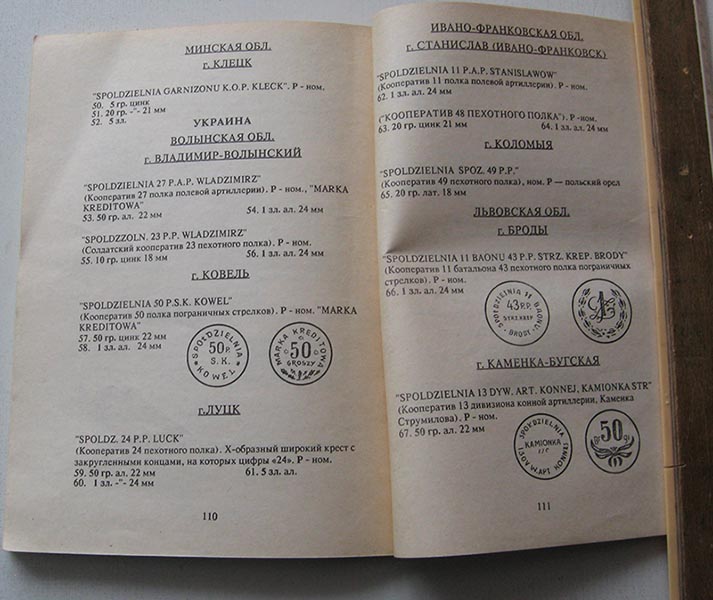 МИНСКАЯ ОБЛ.
г. КЛЕЦК
"SPOLDZIELNIA GARNIZONU K.O.P. KLECK". Р - ном.
50. 5 гр. цинк
51. 20 гр. -"- 21 мм
52. 5 зл.
УКРАИНА
ВОЛЫНСКАЯ ОБЛ.
г. ВЛАДИМИР-ВОЛЫНСКИЙ
"SPOLDZIELNIA 27 P.A.P. WLADZIMIRZ"
(Кооператив 27 полка полевой артиллерии). Р - ном., "MARKA
KREDITOWA"
53. 50 гр. ал. 22 мм 54. 1 зл. ал. 24 мм
"SPOLDZZOLN. 23 P.P. WLADZIMIRZ"
(Солдатский кооператив 23 пехотного полка). Р - ном.
55. 10 гр. цинк 18 мм 56. 1 зл. ал. 24 мм
г. КОВЕЛЬ
"SPOLDZIELNIA 50 P.S.K. KOWEL"
(Кооператив 50 полка пограничных стрелков). Р - ном. "MARKA
KREDITOWA"
57. 50 гр. цинк 22 мм
58. 1 зл. ал. 24 мм
SPÓŁDZIELNIA
50 P.
S.K.
KOWEL
MARKA KREDITOWA
50
GROSZY
г.ЛУЦК
"SPOLDZ. 24 P.P. LUCK"
(Кооператив 24 пехотного полка). Х-образный широкий крест с
закругленными концами, на которых цифры «24». Р - ном.
59. 50 гр. ал. 22 мм 61. 5 зл. ал.
60. 1 зл. -"- 24 мм
110
ИВАНО-ФРАНКОВСКАЯ ОБЛ.
г. СТАНИСЛАВ (ИВАНО-ФРАНКОВСК)
"SPOLDZIELNIA 11 P.A.P. STANISLAWOW"
(Кооператив 11 полка полевой артиллерии). Р - ном.
62. 1 зл. ал. 24 мм
("КООПЕРАТИВ 48 ПЕХОТНОГО ПОЛКА"). Р -ном.
63. 20 гр. цинк 21 мм 64. 1 зл. ал. 24 мм
г. КОЛОМЫЯ
"SPOLDZIELNIA SPOZ. 49 P.P."
(Кооператив 49 пехотного полка), ном. Р — польский орел
65. 20 гр. лат. 18 мм
ЛЬВОВСКАЯ ОБЛ.
г. БРОДЫ
"SPOLDZIELNIA 11 BAONU 43 P.P. STRZ. KREP. BRODY"
(Кооператив 11 батальона 43 пехотного полка пограничных
стрелков). Р - ном.
66. 1 зл. ал. 24 мм
SPOŁDZIELNIA 11 BAONU
43 P.P.
STRZ. KREP.
1
г. КАМЕНКА-БУГСКАЯ
"SPOLDZIELNIA 13 DYW. ART. KONNEJ, KAMIONKA STR"
(Кооператив 13 дивизиона конной артиллерии, Каменка
Струмилова). Р - ном.
67. 50 гр. ал. 22 мм
KAMIONKA
50
111